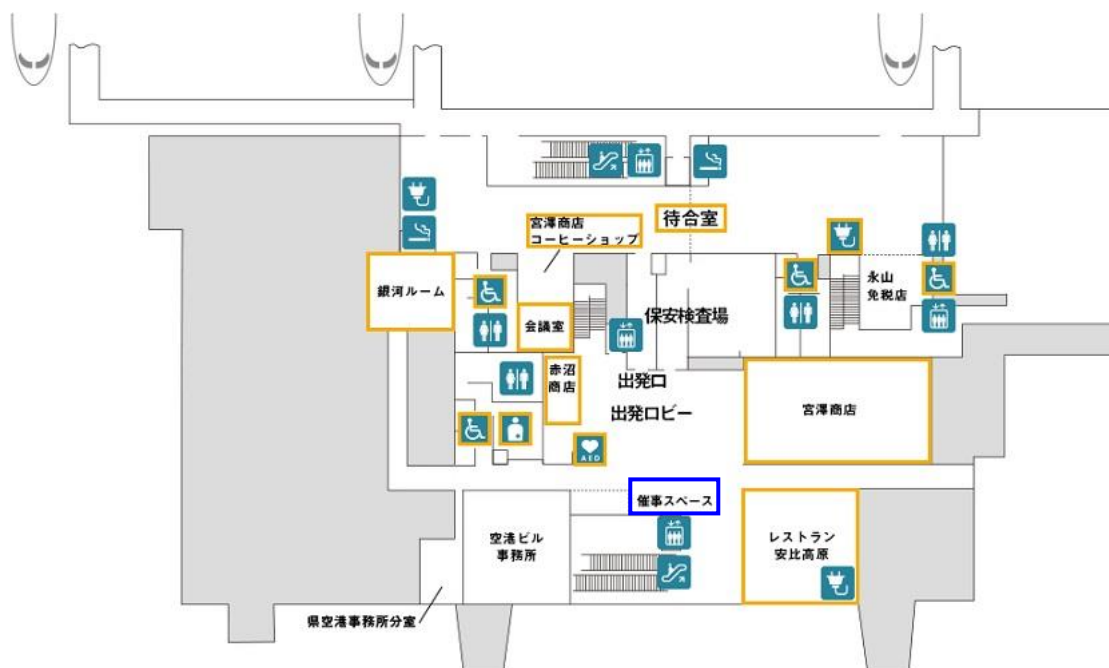 宮澤商店
コーヒーショップ
待合室
銀河ルーム
永山
免税店
会議室
保安検査場
赤沼
商店
出発口
出発ロビー
宮澤商店
AED
催事スペース
空港ビル
事務所
レストラン
安比高原
県空港事務所分室